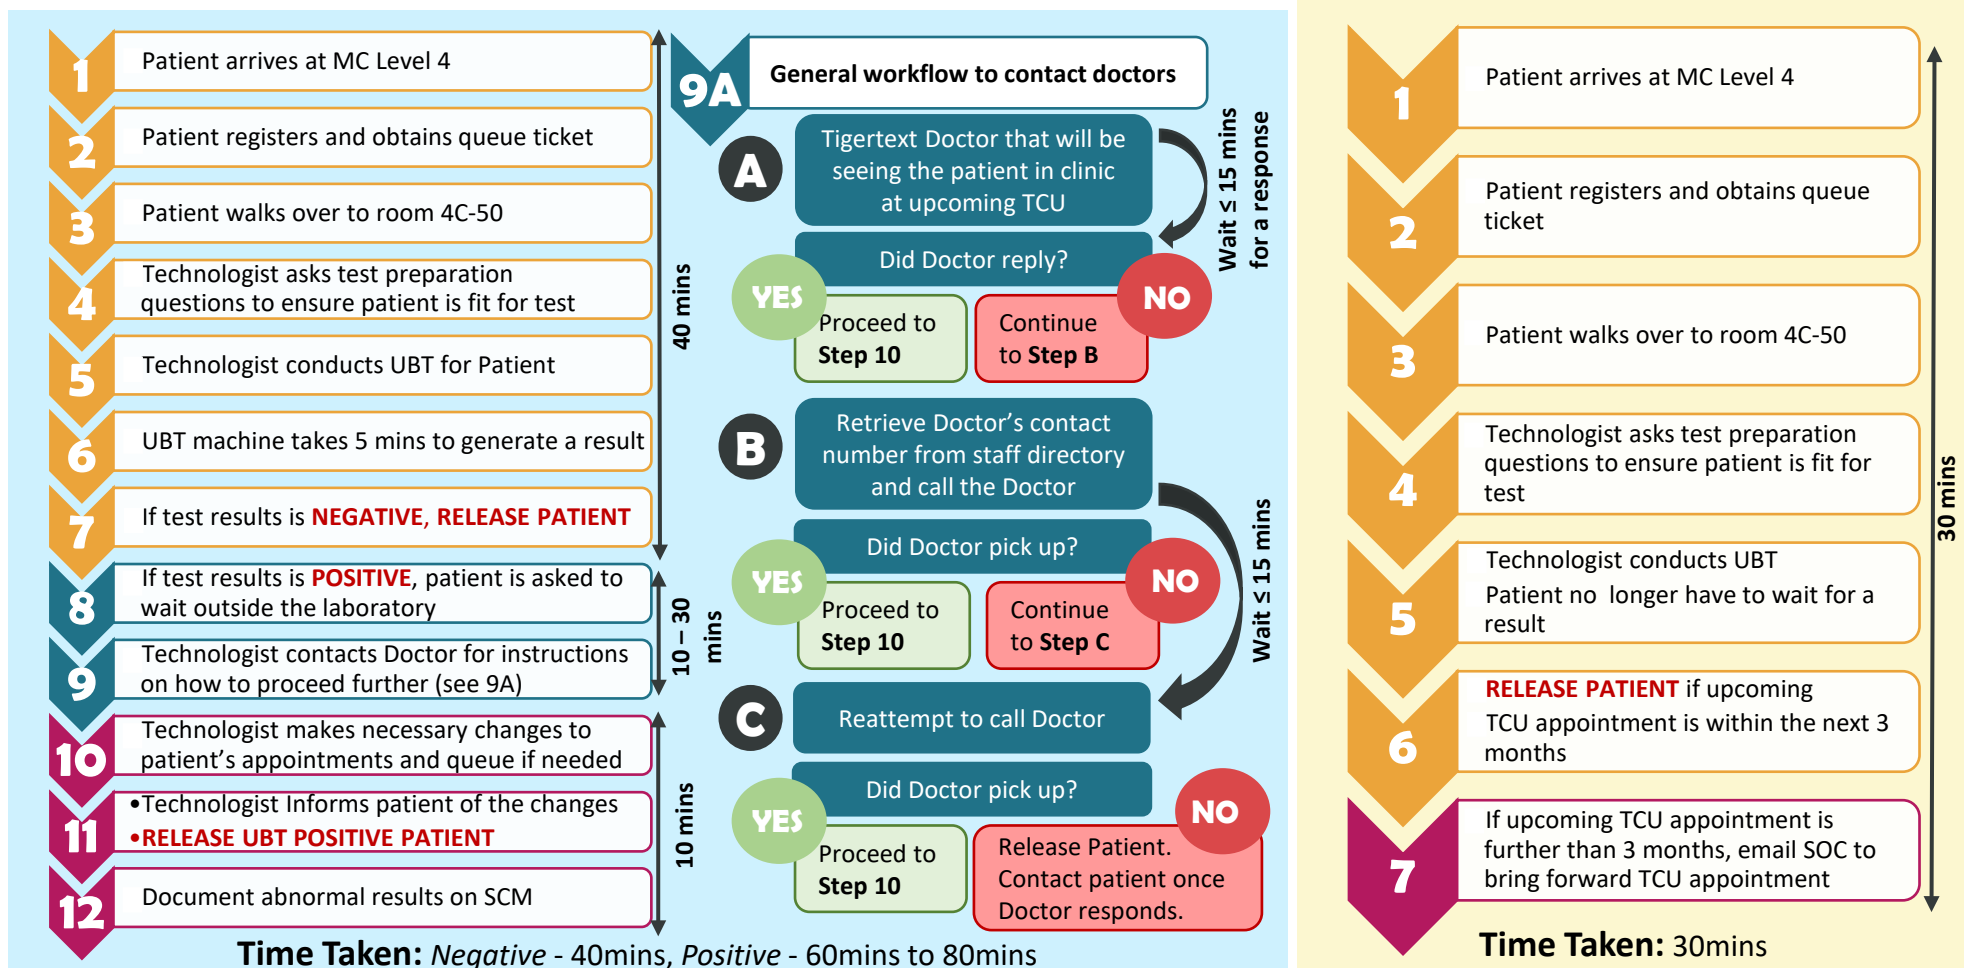 1
Patient arrives at MC Level 4
2
Patient registers and obtains queue ticket
3
Patient walks over to room 4C-50
4
Technologist asks test preparation
questions to ensure patient is fit for test
5
Technologist conducts UBT for Patient
6
UBT machine takes 5 mins to generate a result
7
If test results is NEGATIVE, RELEASE PATIENT
40 mins
8
If test results is POSITIVE, patient is asked to
wait outside the laboratory
9
Technologist contacts Doctor for instructions
on how to proceed further (see 9A)
10 – 30
mins
10
Technologist makes necessary changes to
patient's appointments and queue if needed
11
•Technologist Informs patient of the changes
•RELEASE UBT POSITIVE PATIENT
12
Document abnormal results on SCM
10 mins
9A
General workflow to contact doctors
A
Tigertext Doctor that will be
seeing the patient in clinic
at upcoming TCU
Wait ≤ 15 mins
for a response
Did Doctor reply?
YES
Proceed to
Step 10
NO
Continue
to Step B
B
Retrieve Doctor's contact
number from staff directory
and call the Doctor
Wait ≤ 15 mins
Did Doctor pick up?
YES
Proceed to
Step 10
NO
Continue
to Step C
C
Reattempt to call Doctor
Did Doctor pick up?
YES
Proceed to
Step 10
NO
Release Patient.
Contact patient once
Doctor responds.
Time Taken: Negative - 40mins, Positive - 60mins to 80mins
1
Patient arrives at MC Level 4
2
Patient registers and obtains queue
ticket
3
Patient walks over to room 4C-50
4
Technologist asks test preparation
questions to ensure patient is fit for
test
5
Technologist conducts UBT
Patient no longer have to wait for a
result
6
RELEASE PATIENT if upcoming
TCU appointment is within the next 3
months
7
If upcoming TCU appointment is
further than 3 months, email SOC to
bring forward TCU appointment
30 mins
Time Taken: 30mins